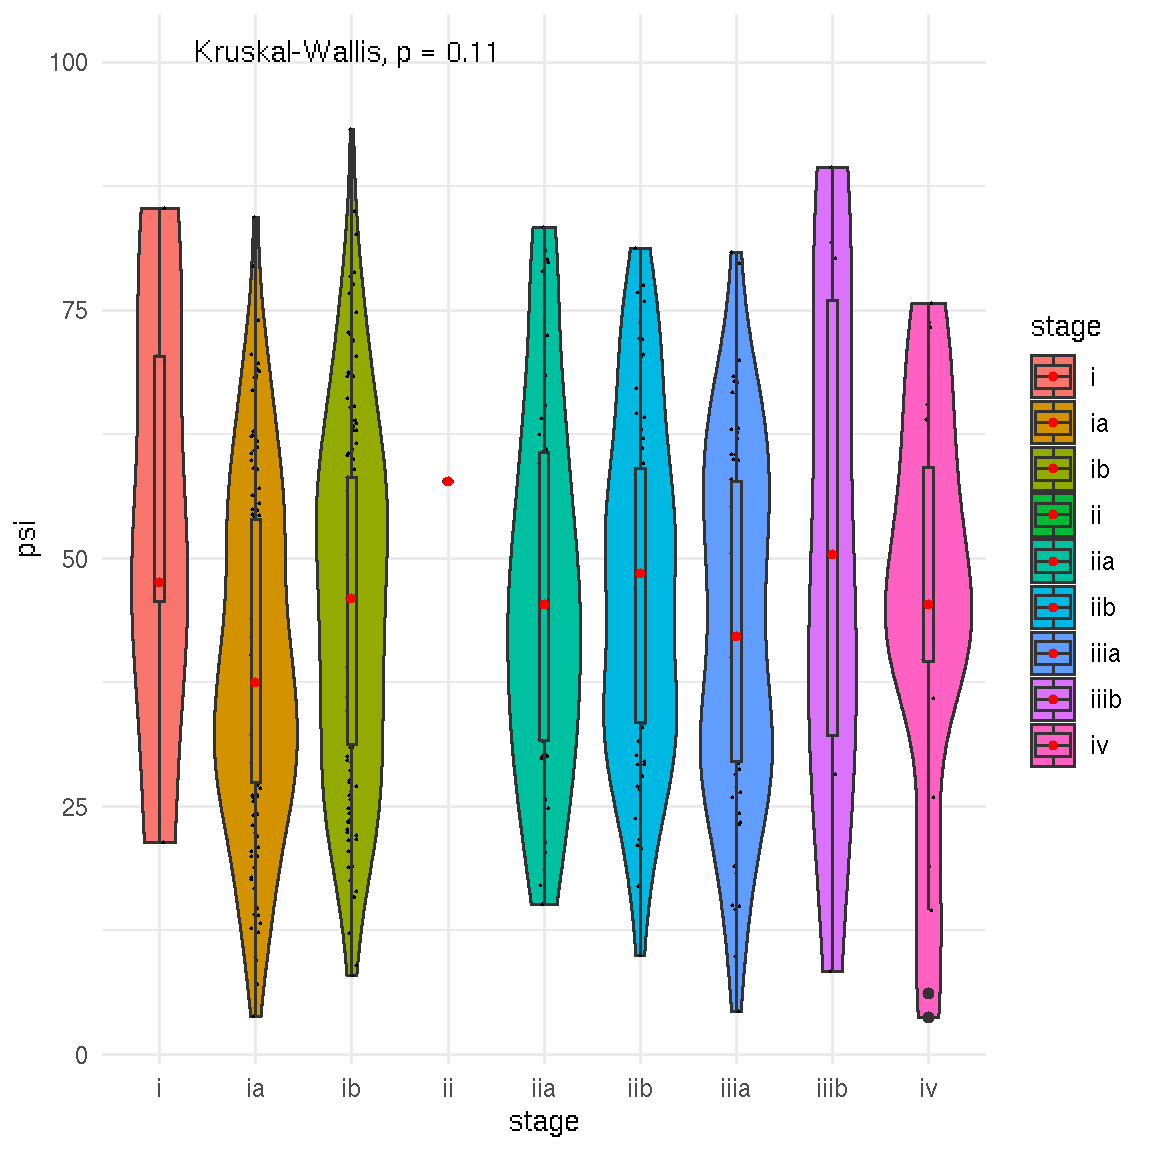 Kruskal-Wallis, p = 0.11
100
75
50
25
0
psi
i ia ib ii iia iib iiia iiib iv
stage
stage
i
ia
ib
ii
iia
iib
iiia
iiib
iv